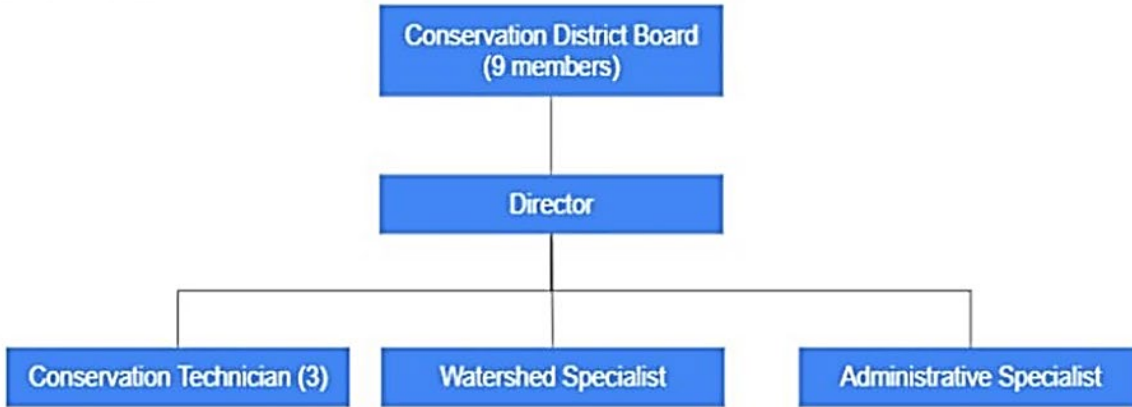 Conservation District Board
(9 members)
Director
Conservation Technician (3)
Watershed Specialist
Administrative Specialist